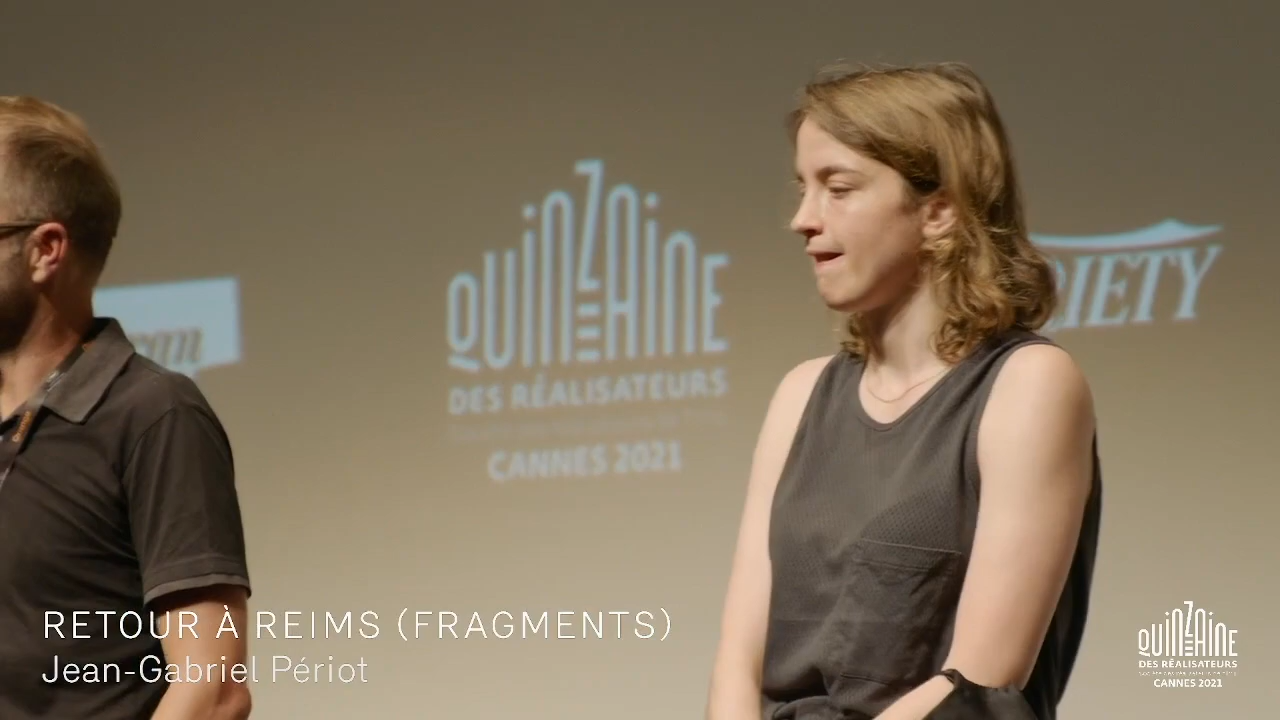 QUINZAINE
DES RÉALISATEURS
CANNES 2021
RIETY
RETOUR À REIMS (FRAGMENTS)
Jean-Gabriel Périot
QUINZAINE
DES RÉALISATEURS
CANNES 2021